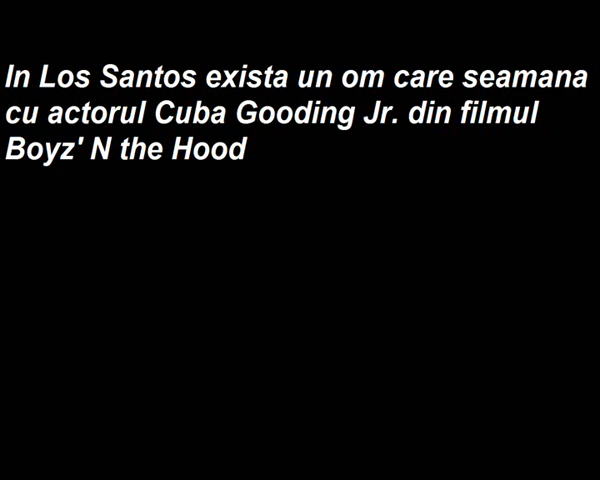 In Los Santos exista un om care seamana
cu actorul Cuba Gooding Jr. din filmul
Boyz' N the Hood